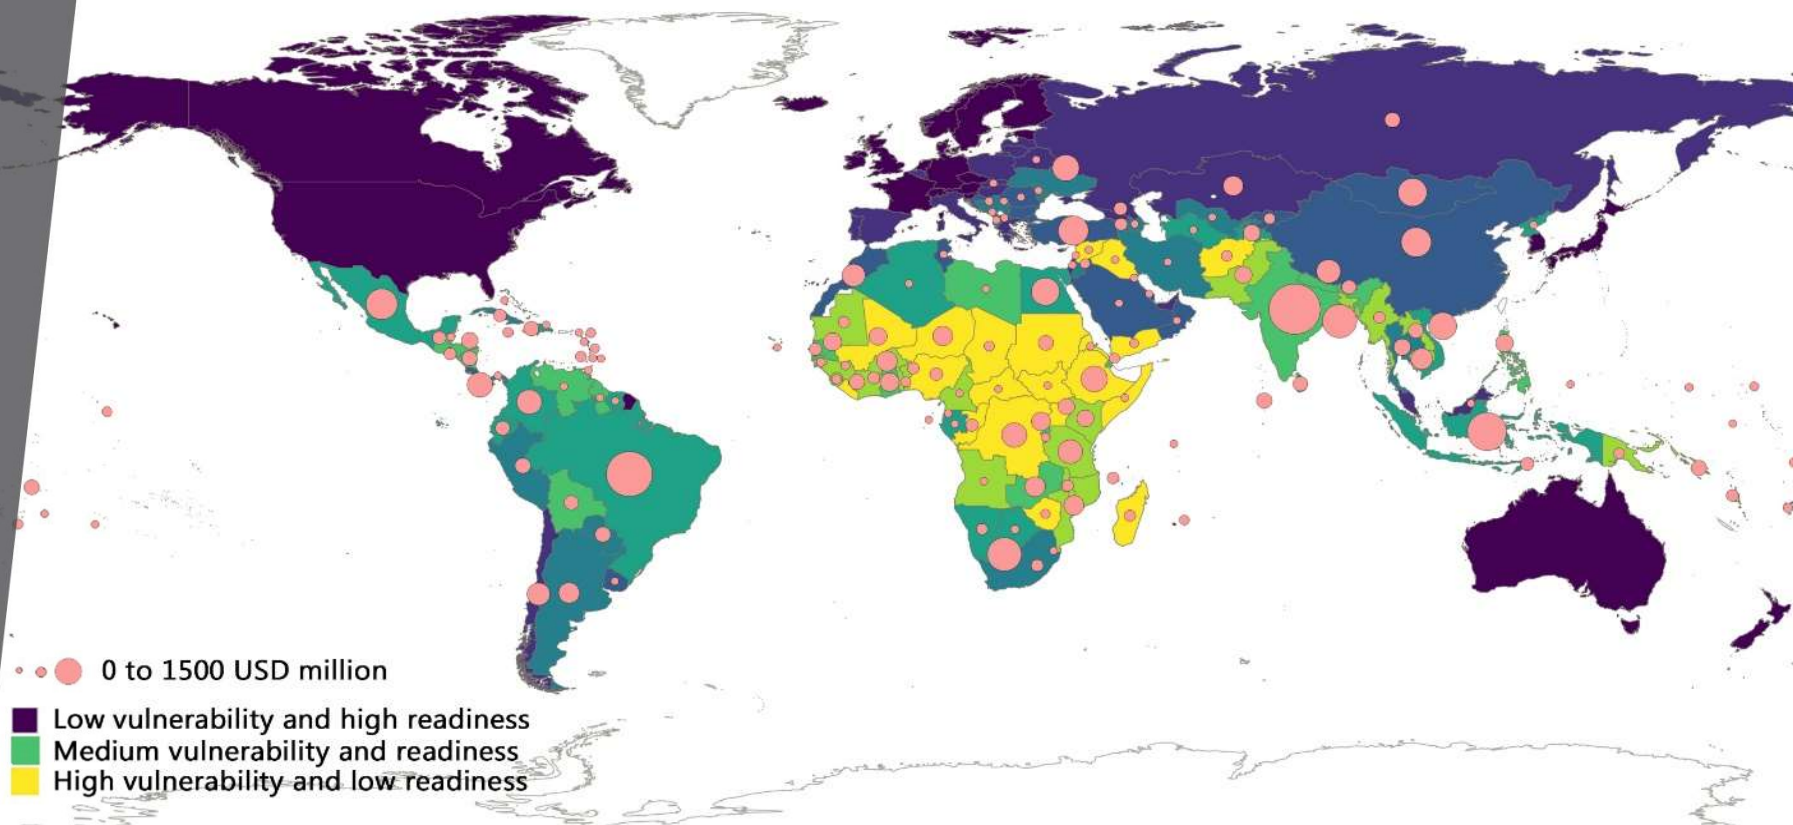 0 to 1500 USD million
Low vulnerability and high readiness
Medium vulnerability and readiness
High vulnerability and low readiness